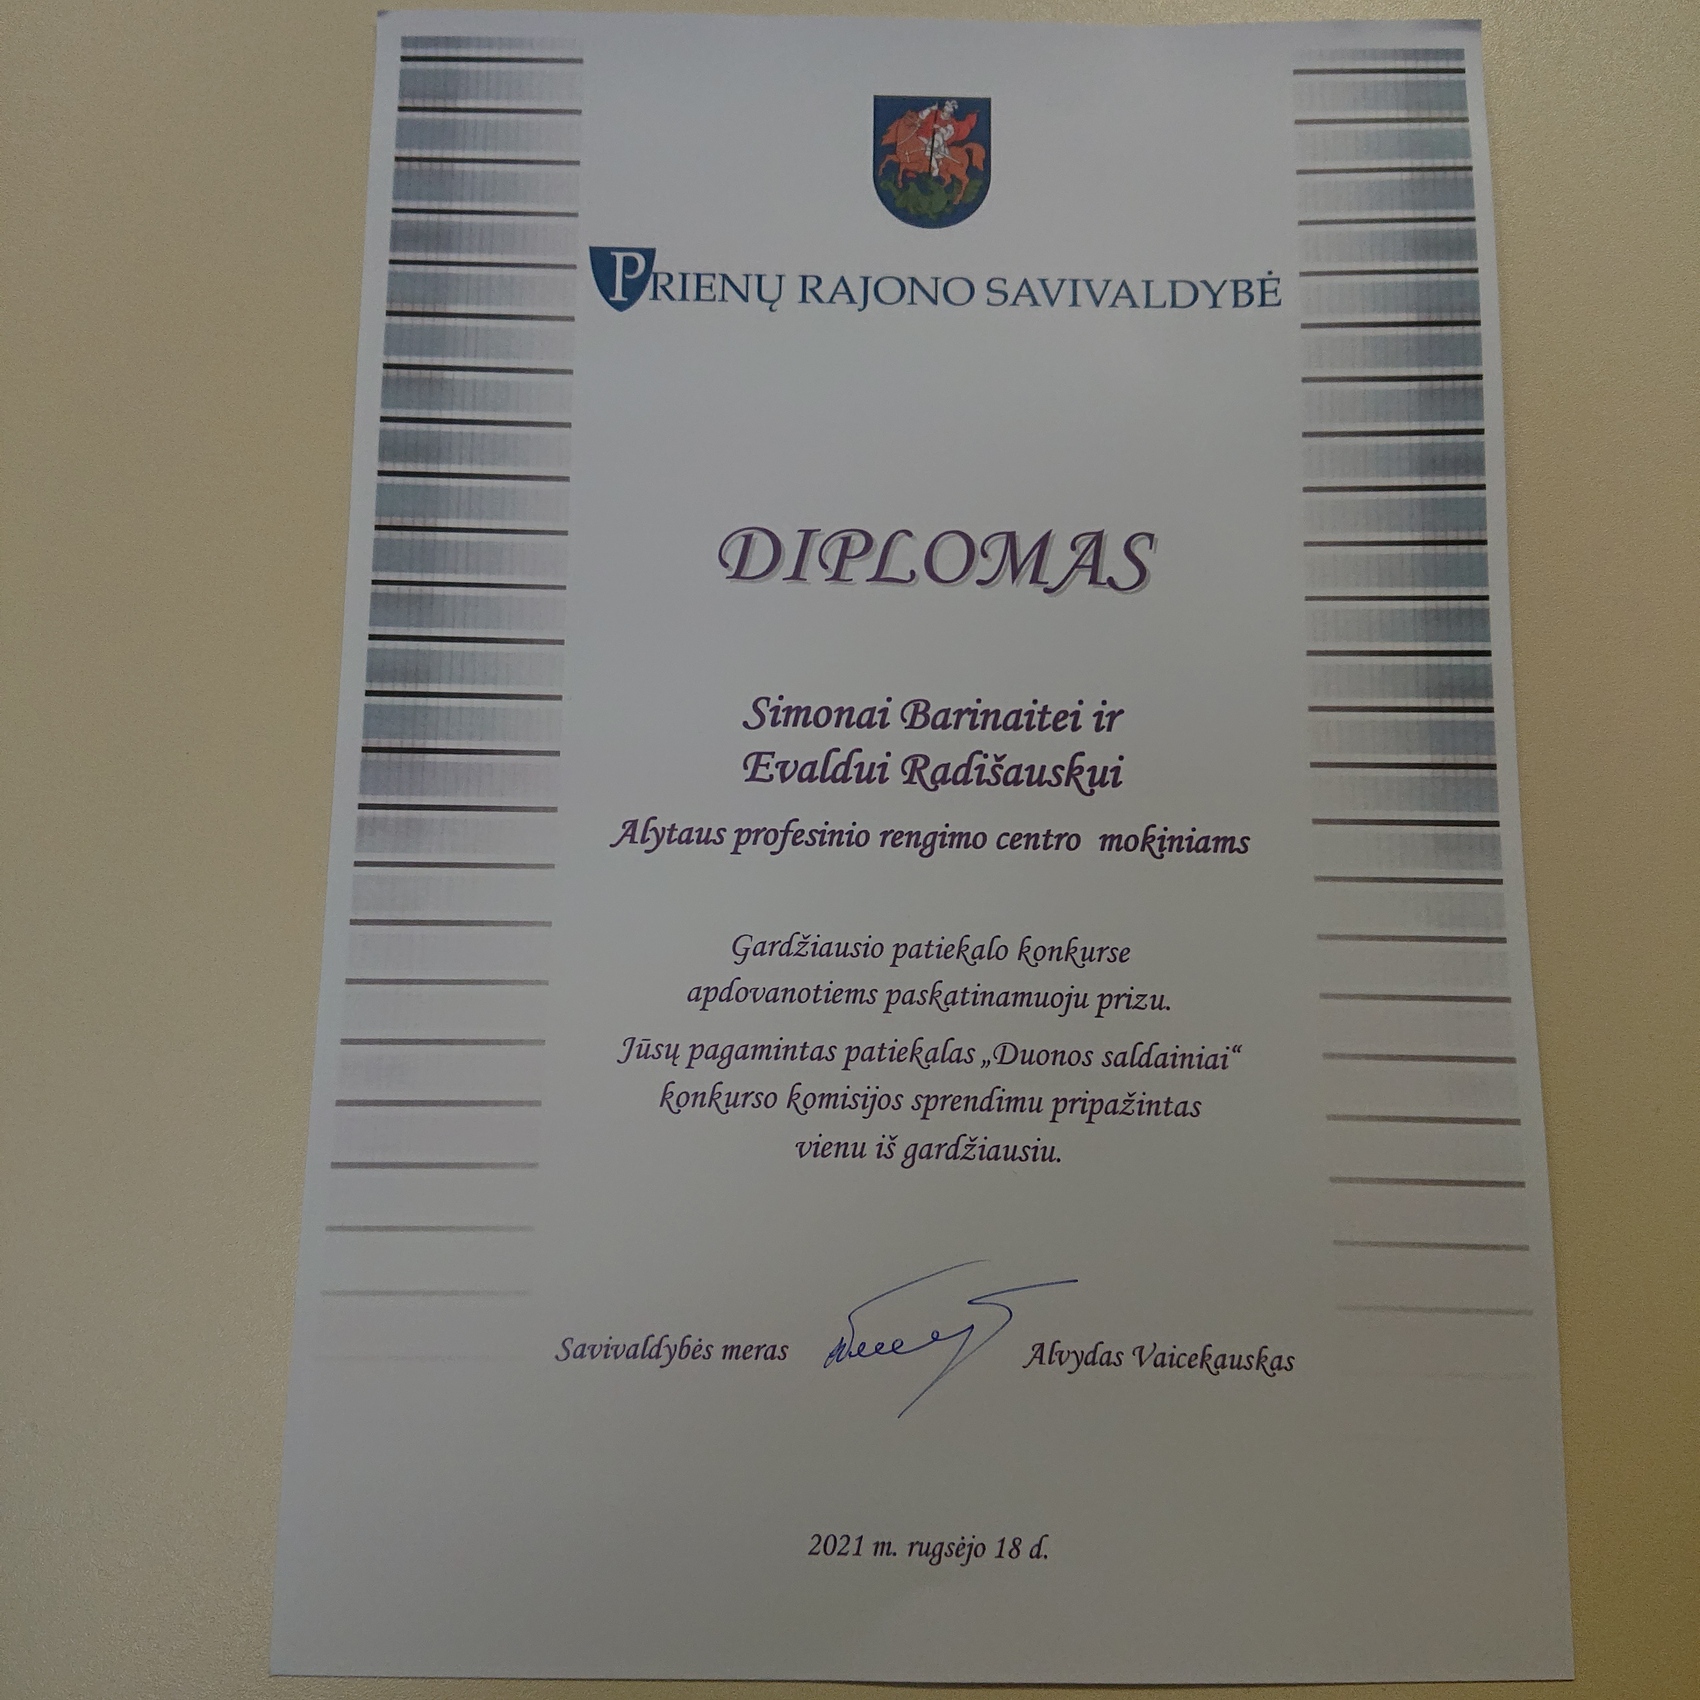 PRIENŲ RAJONO SAVIVALDYBĖ
DIPLOMAS
Simonai Barinaitei ir
Evaldui Radišauskui
Alytaus profesinio rengimo centro mokiniams
Gardžiausio patiekalo konkurse
apdovanotiems paskatinamuoju prizu.
Jūsų pagamintas patiekalas „Duonos saldainiai“
konkurso komisijos sprendimu pripažintas
vienu iš gardžiausiu.
Savivaldybės meras Alvydas Vaicekauskas
2021 m. rugsėjo 18 d.